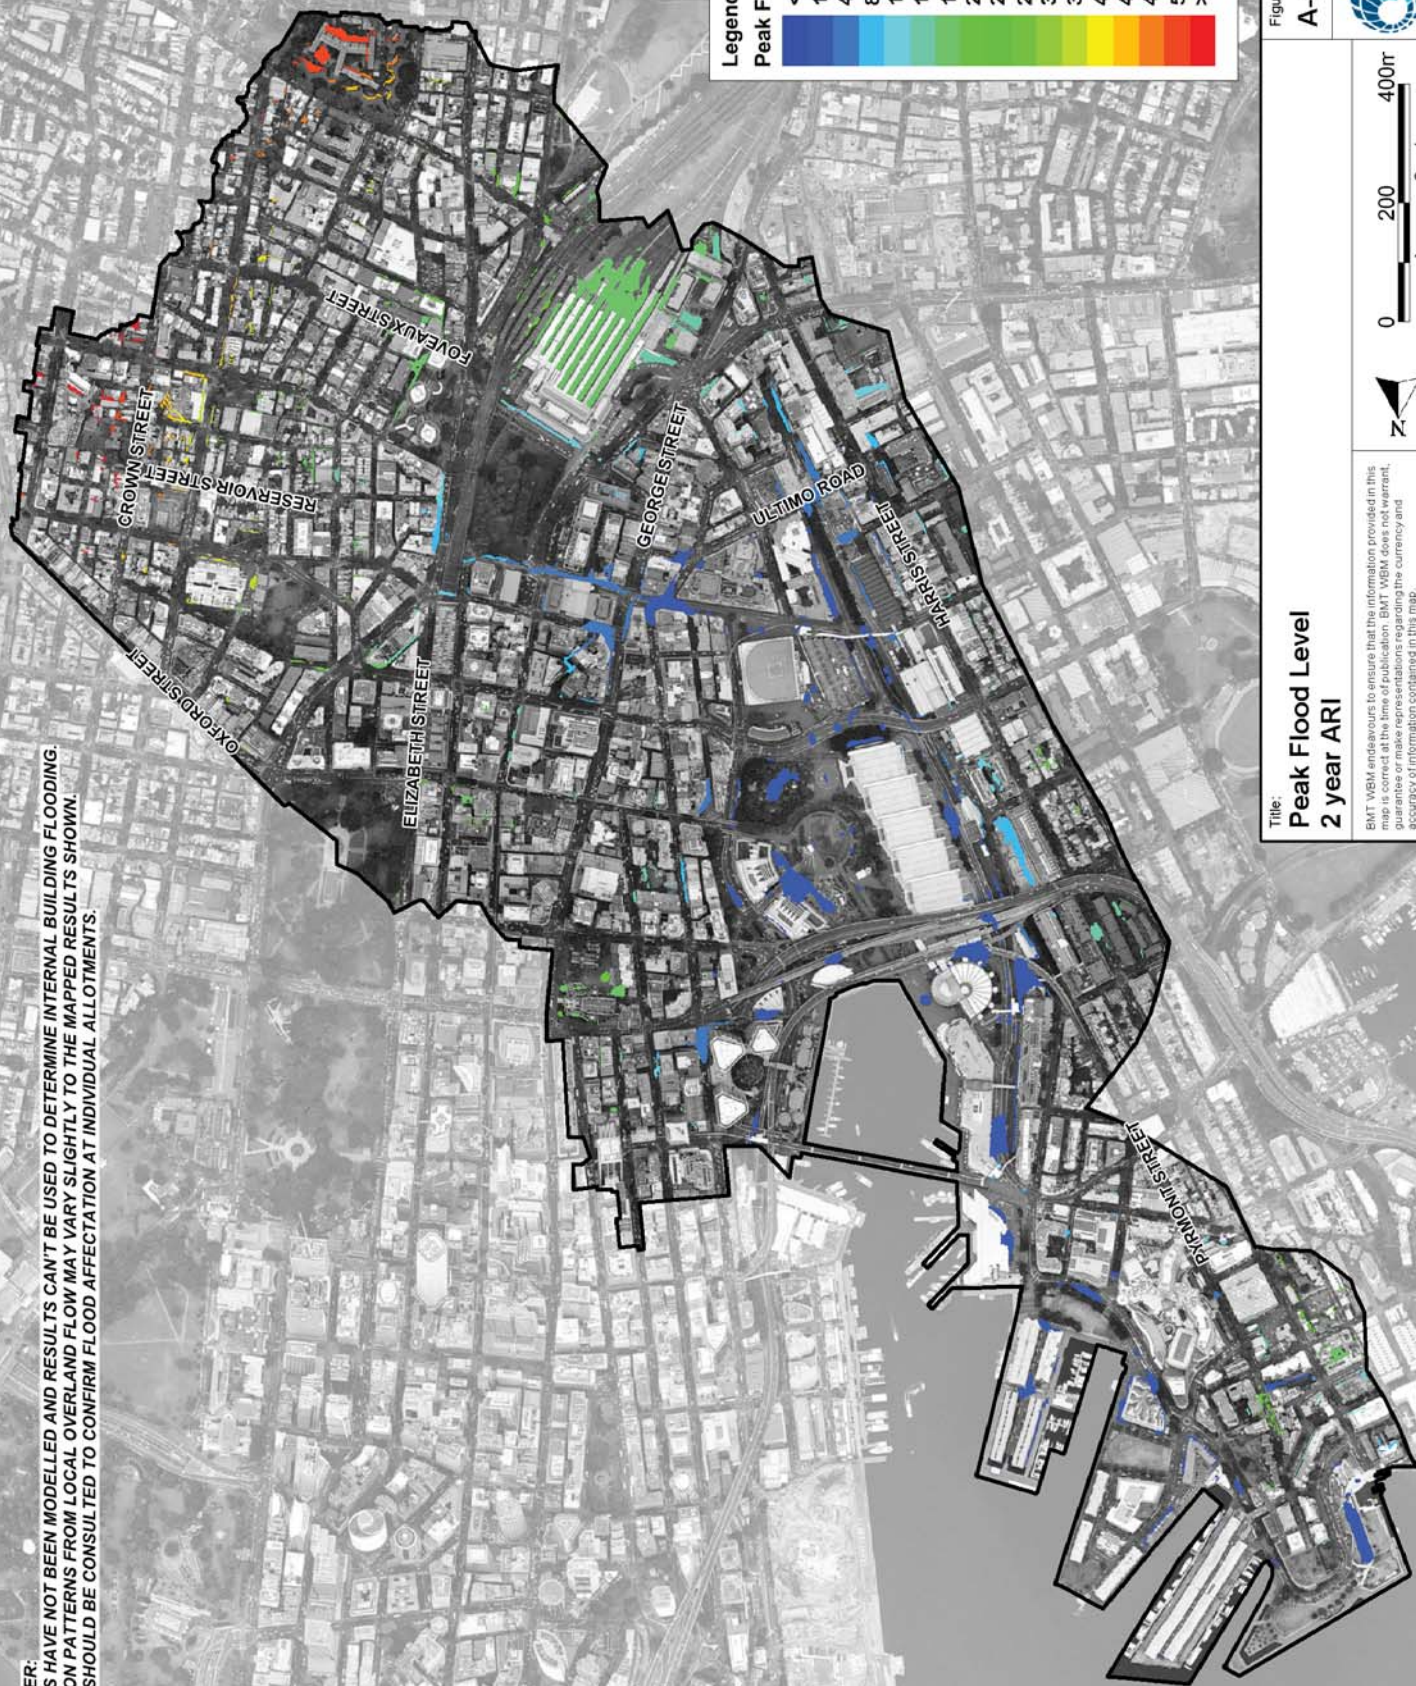 ER:
S HAVE NOT BEEN MODELLED AND RESULTS CAN'T BE USED TO DETERMINE INTERNAL BUILDING FLOODING.
ON PATTERNS FROM LOCAL OVERLAND FLOW MAY VARY SLIGHTLY TO THE MAPPED RESULTS SHOWN.
SHOULD BE CONSULTED TO CONFIRM FLOOD AFFECTATION AT INDIVIDUAL ALLOTMENTS.
OXFORD STREET
CROWN STREET
RESERVOIR STREET
FOVEAUX STREET
ELIZABETH STREET
GEORGE STREET
ULTIMO ROAD
HARRIS STREET
PYRMONT STREET
Legend
Peak F
Title:
Peak Flood Level
2 year ARI
BMT WBM endeavours to ensure that the information provided in this
map is correct at the time of publication. BMT WBM does not warrant,
guarantee or make representations regarding the currency and
accuracy of information contained in this map.
N
0 200 400m
Figu
A-